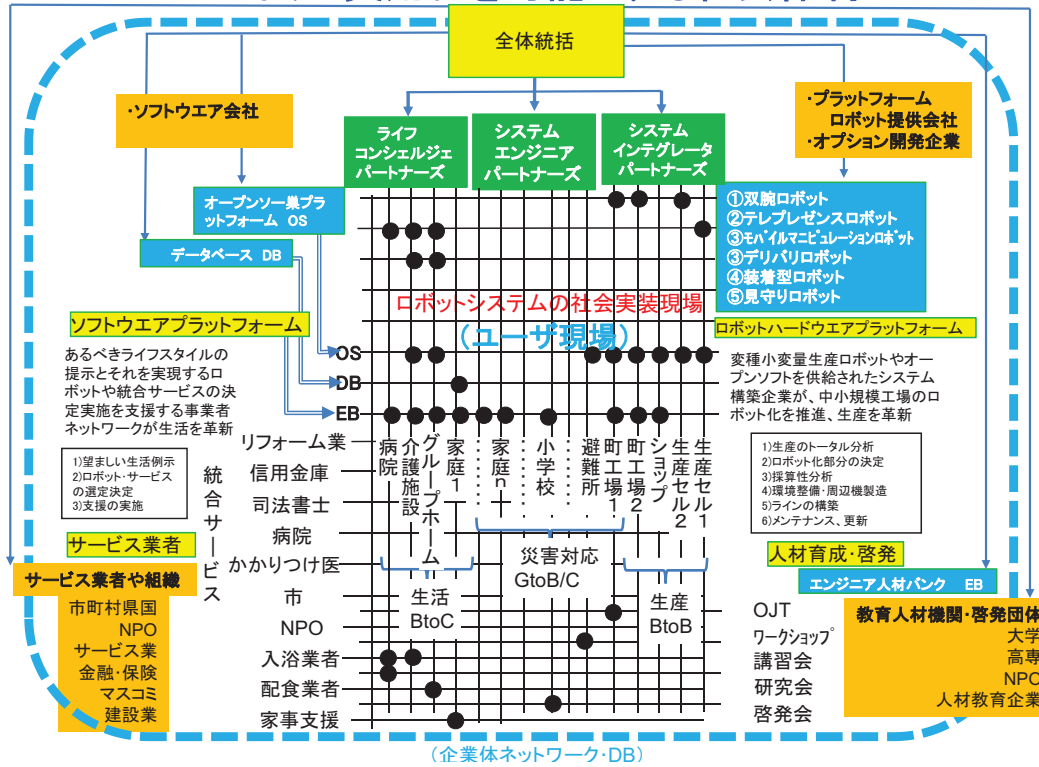 全体統括
・ソフトウエア会社
・プラットフォーム
ロボット提供会社
・オプション開発企業
ライフ
コンシェルジェ
パートナーズ
システム
エンジニア
パートナーズ
システム
インテグレータ
パートナーズ
オープンソー巣プラ
ットフォーム OS
データベース DB
①双腕ロボット
②テレプレゼンスロボット
③モバイルマニピュレーションロボット
③デリバリロボット
④装着型ロボット
⑤見守りロボット
ロボットシステムの社会実装現場
(ユーザ現場)
ソフトウエアプラットフォーム
ロボットハードウエアプラットフォーム
あるべきライフスタイルの
提示とそれを実現するロ
ボットや統合サービスの決
定実施を支援する事業者
ネットワークが生活を革新
変種小変量生産ロボットやオー
プンソフトを供給されたシステム
構築企業が、中小規模工場のロ
ボット化を推進、生産を革新
OS
DB
EB
1)望ましい生活例示
2)ロボット・サービス
の選定決定
3)支援の実施
統合サービス
1)生産のトータル分析
2)ロボット化部分の決定
3)採算性分析
4)環境整備・周辺機製造
5)ラインの構築
6)メンテナンス、更新
リフォーム業
信用金庫
司法書士
病院
かかりつけ医
市
NPO
入浴業者
配食業者
家事支援
病院
介護施設
グループホーム
家庭1
……
家庭n
……
小学校
……
避難所
町工場1
町工場2
ショップ
生産セル2
生産セル1
生活
BtoC
災害対応
GtoB/C
生産
BtoB
サービス業者
サービス業者や組織
市町村県国
NPO
サービス業
金融・保険
マスコミ
建設業
人材育成・啓発
エンジニア人材バンク EB
OJT
ワークショップ
講習会
研究会
啓発会
教育人材機関・啓発団体
大学
高専
NPO
人材教育企業
(企業体ネットワーク・DB)